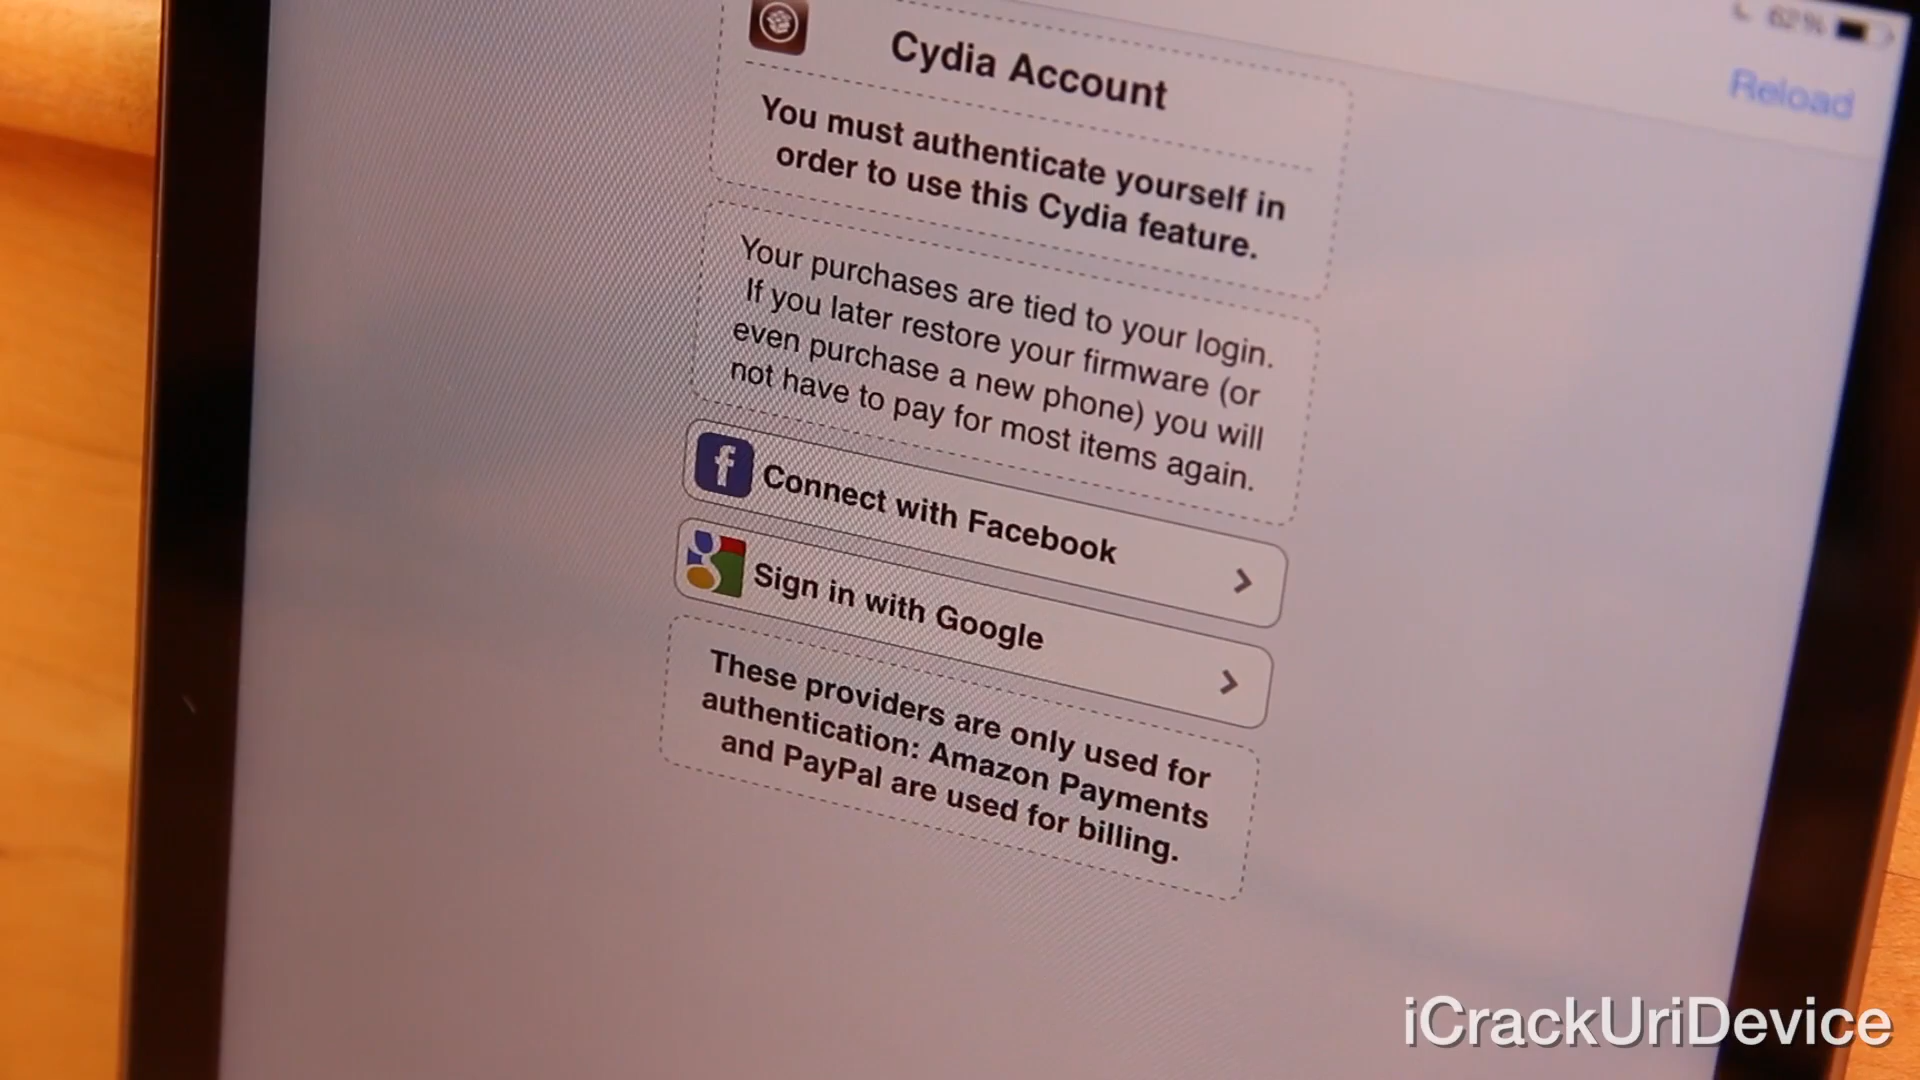 62%
Reload
Cydia Account
You must authenticate yourself in
order to use this Cydia feature.
Your purchases are tied to your login.
If you later restore your firmware (or
even purchase a new phone) you will
not have to pay for most items again.
f Connect with Facebook
g Sign in with Google
These providers are only used for
authentication: Amazon Payments
and PayPal are used for billing.
iCrackUriDevice